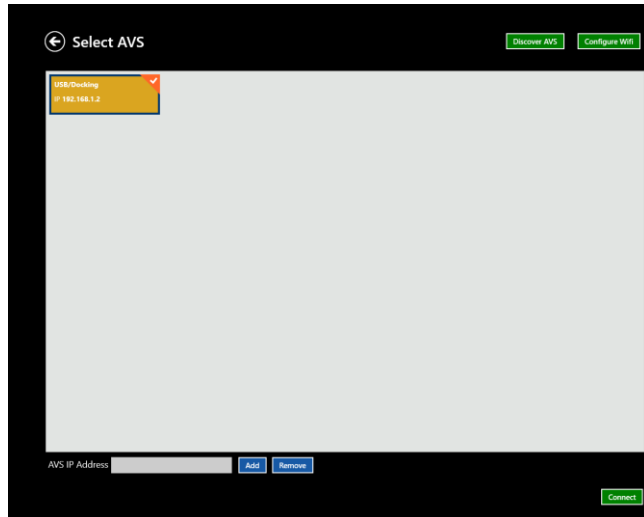 Select AVS
Discover AVS
Configure Wifi
USB/Docking
IP 192.168.1.2
AVS IP Address
Add
Remove
Connect